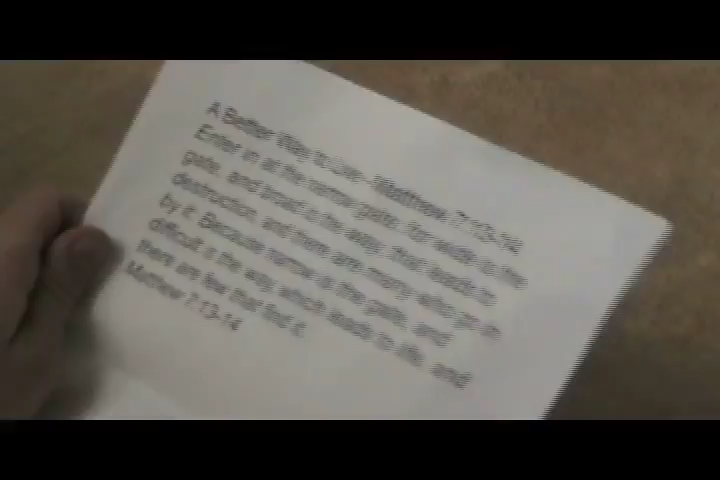 A Better Way to Live- Matthew 7:13-14
Enter in at the narrow gate, for wide is the
gate, and broad is the way, that leads to
destruction, and there are many who go in
by it. Because narrow is the gate, and
difficult is the way, which leads to life, and
there are few that find it.
Matthew 7:13-14